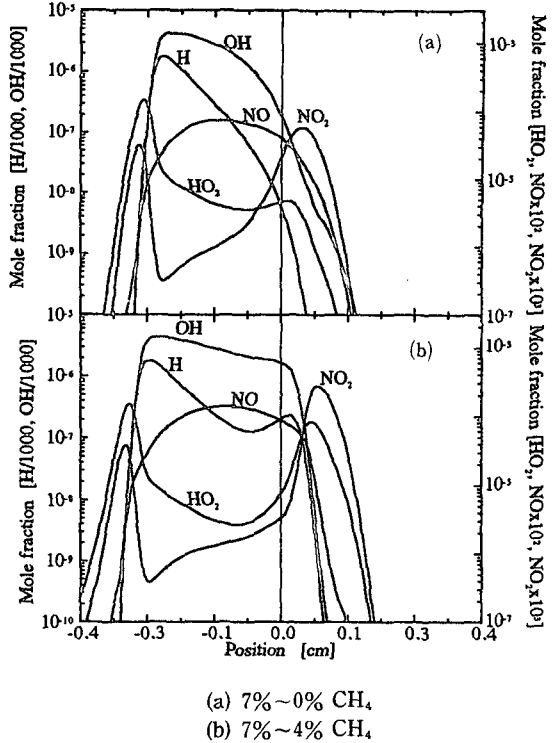 Mole fraction [H/1000, OH/1000]
10⁻⁵
10⁻⁶
10⁻⁷
10⁻⁸
10⁻⁹
10⁻⁵
OH
H
(a)
NO
NO₂
HO₂
10⁻³
10⁻⁵
10⁻⁷
Mole fraction [HO₂, NOx10², NO₂x10³]
Mole fraction [H/1000, OH/1000]
10⁻⁶
10⁻⁷
10⁻⁸
10⁻⁹
10⁻¹⁰
OH
(b)
H
NO
NO₂
HO₂
10⁻³
10⁻⁵
10⁻⁷
Mole fraction [HO₂, NOx10², NO₂x10³]
-0.4 -0.3 -0.1 0.0 0.1 0.3 0.4
Position [cm]
(a) 7%~0% CH₄
(b) 7%~4% CH₄